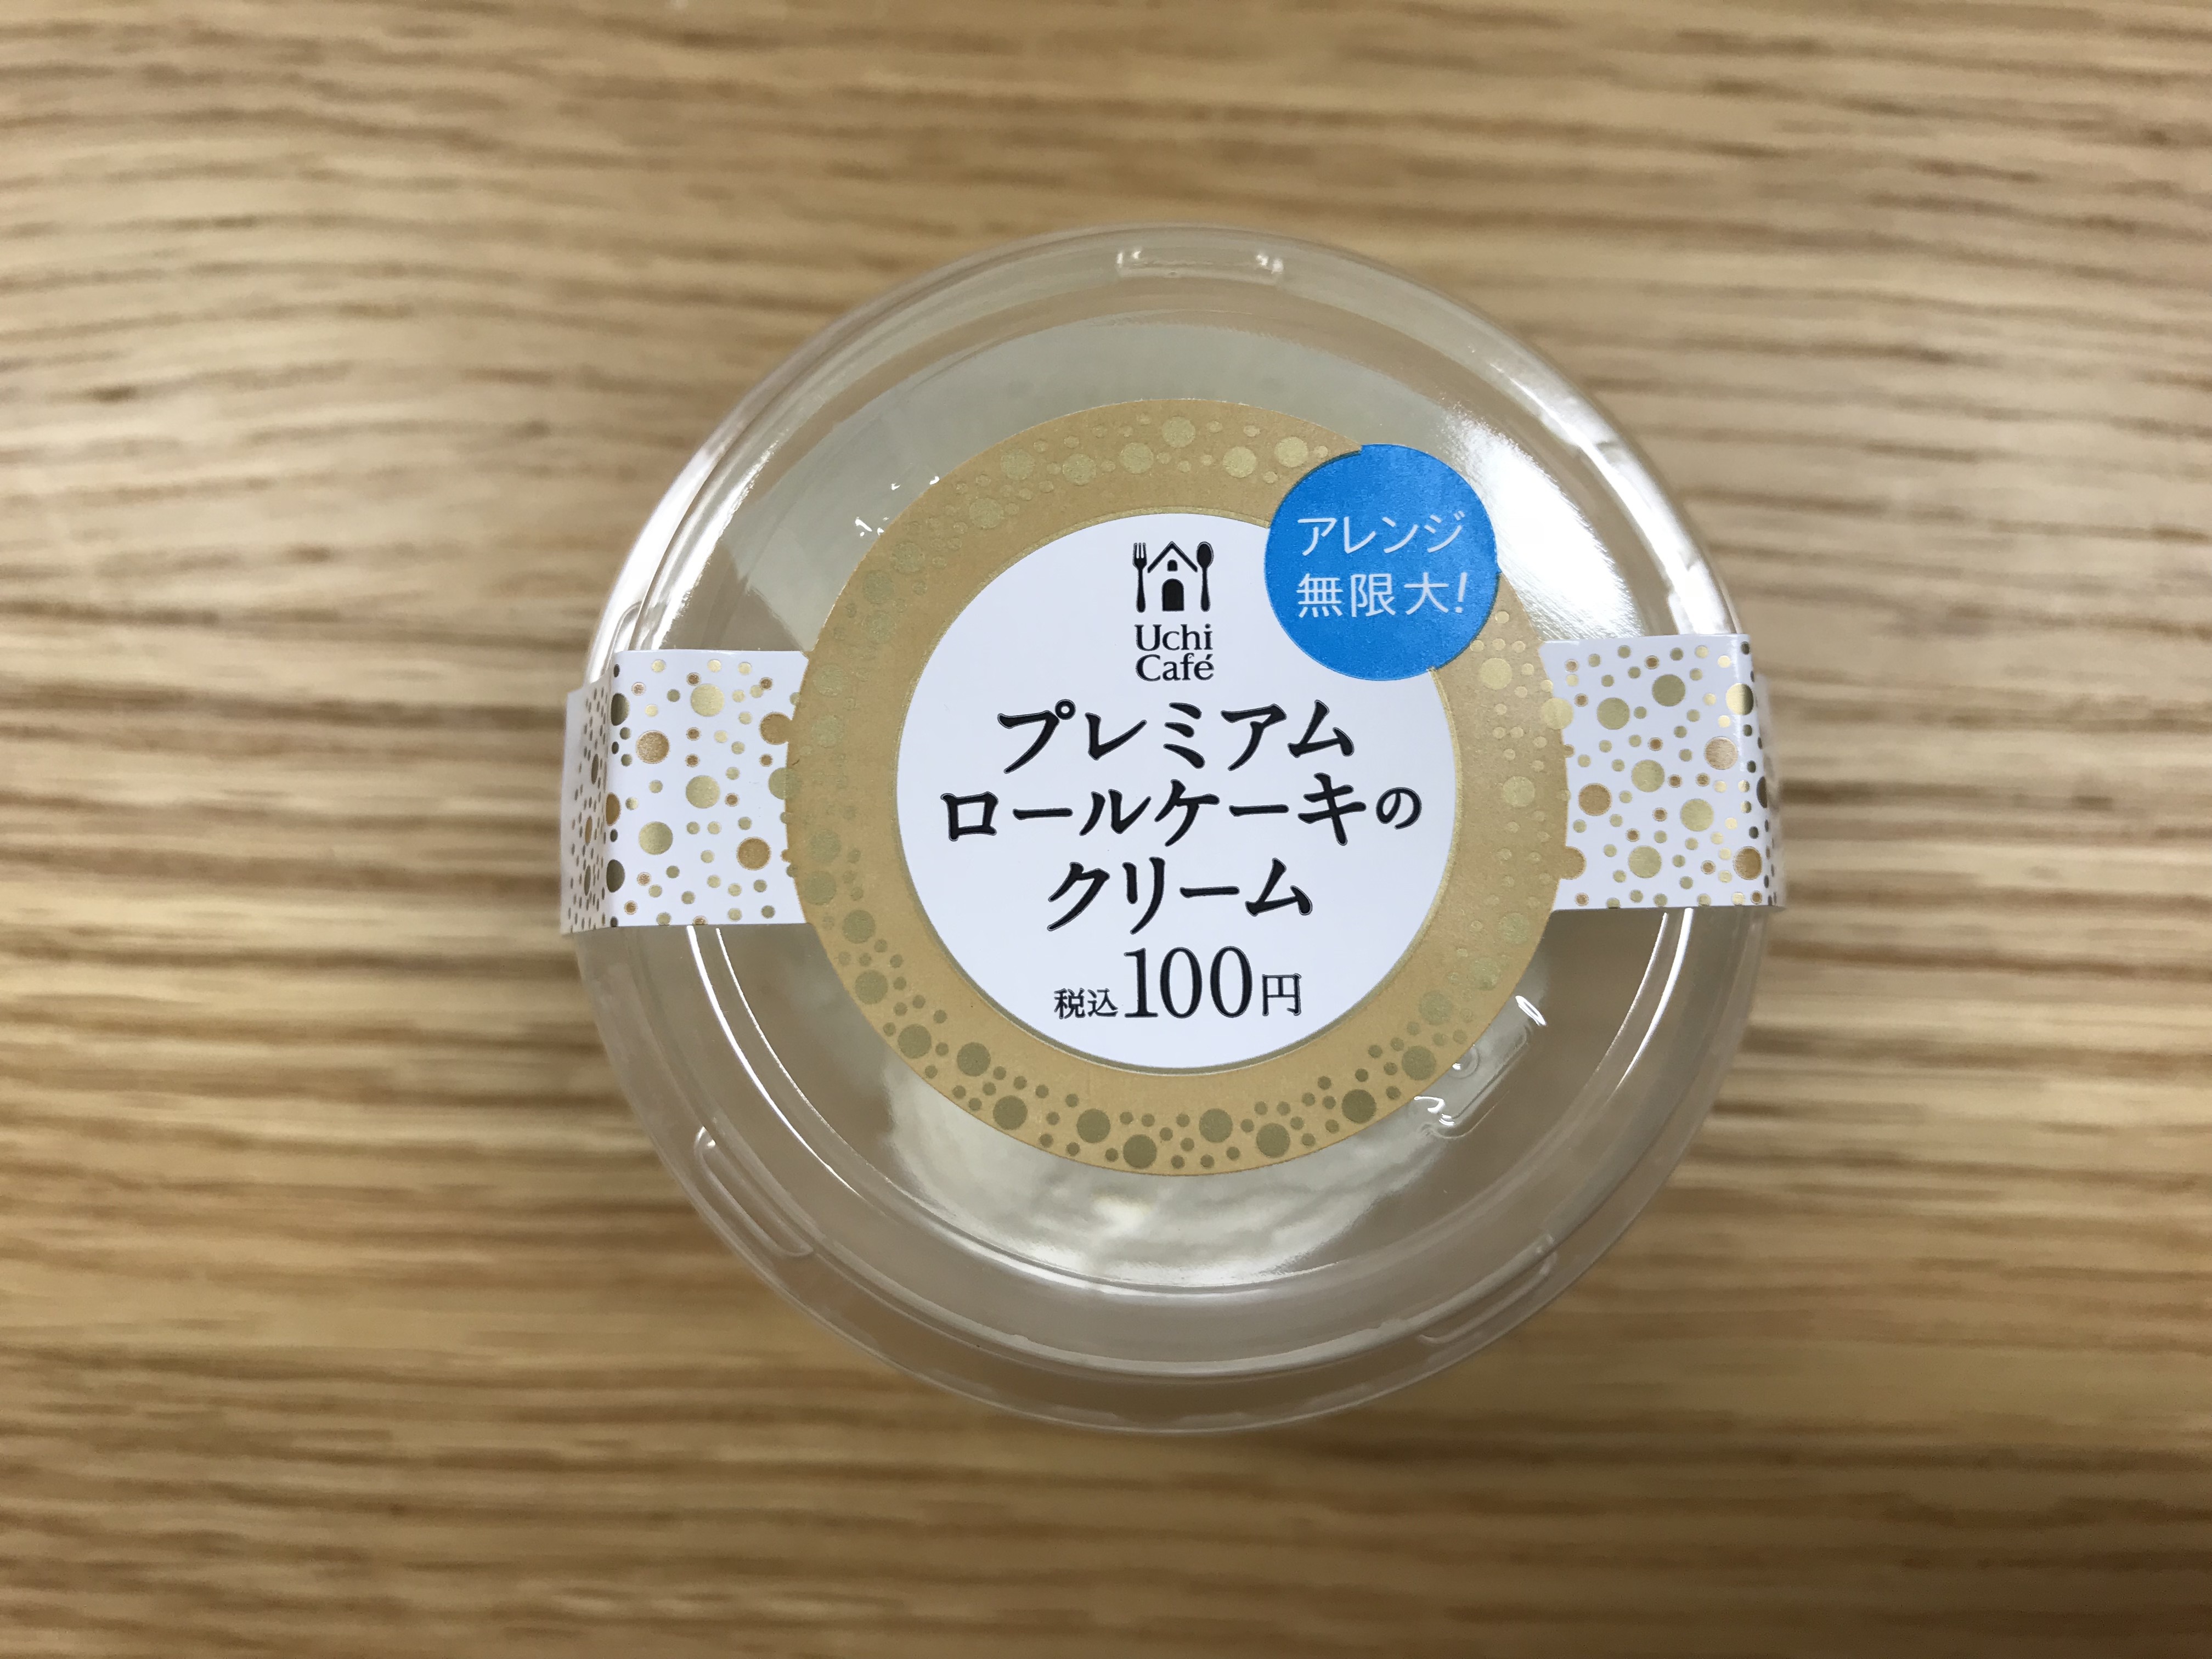 アレンジ
無限大!
Uchi
Café
プレミアム
ロールケーキの
クリーム
税込100円